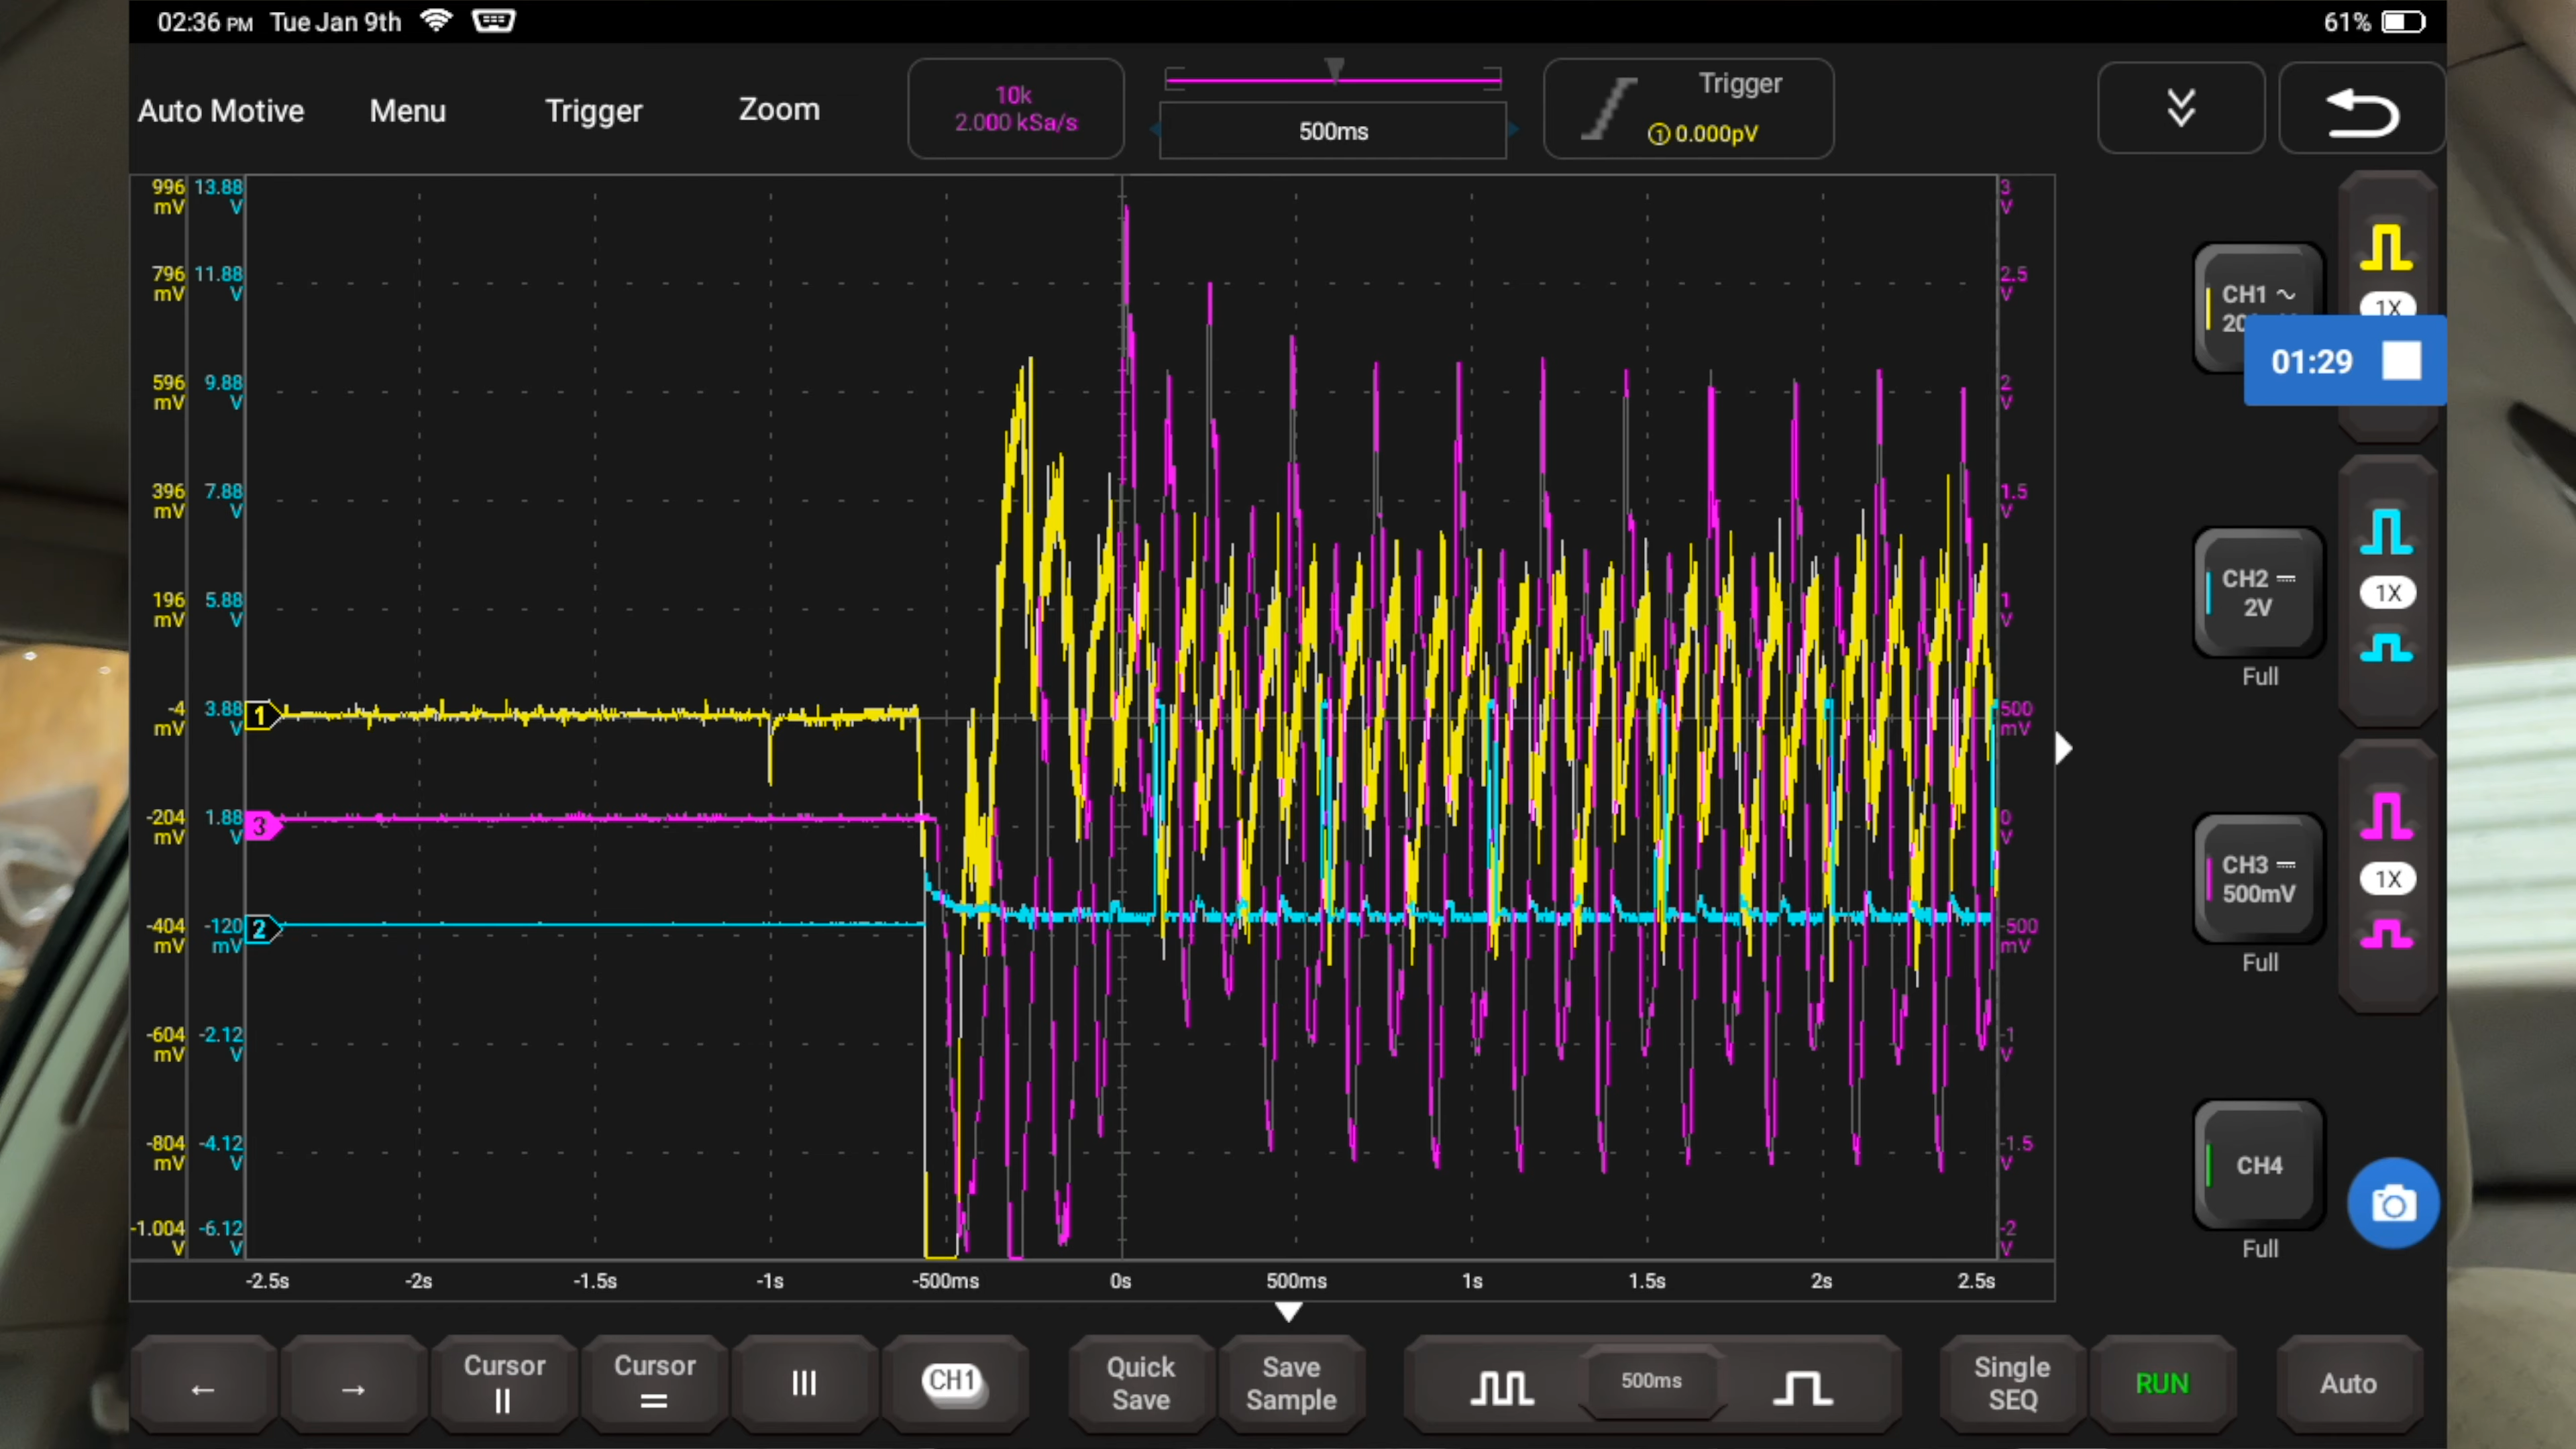 02:36 PM Tue Jan 9th
61%
Auto Motive Menu Trigger Zoom
10k
2.000 kSa/s
500ms
Trigger
1 0.000pV
996 mV
796 mV
596 mV
396 mV
196 mV
-4 mV
-204 mV
-404 mV
-604 mV
-804 mV
-1.004 V
13.88 V
11.88 V
9.88 V
7.88 V
5.88 V
3.88 V
1.88 V
-120 mV
-2.12 V
-4.12 V
-6.12 V
1
3
2
3 V
2.5 V
2 V
1.5 V
1 V
500 mV
0 V
-500 mV
-1 V
-1.5 V
-2 V
-2.5s -2s -1.5s -1s -500ms 0s 500ms 1s 1.5s 2s 2.5s
CH1
1X
01:29
CH2
2V
Full
1X
CH3
500mV
Full
1X
CH4
Full
← → Cursor Cursor CH1
Quick Save
Save Sample
500ms
Single SEQ
RUN
Auto